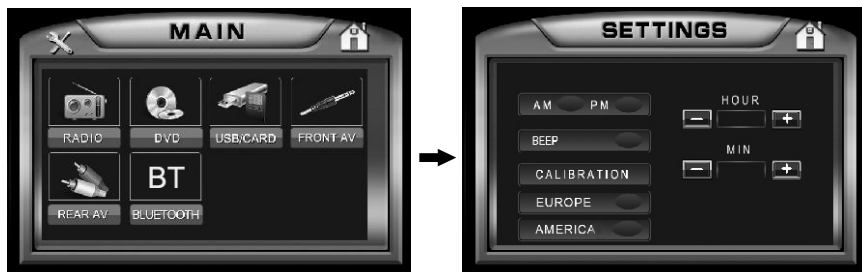 MAIN
RADIO DVD USB/CARD FRONT AV
BT
REAR AV BLUETOOTH
SETTINGS
AM PM
BEEP
CALIBRATION
EUROPE
AMERICA
HOUR
− +
MIN
− +